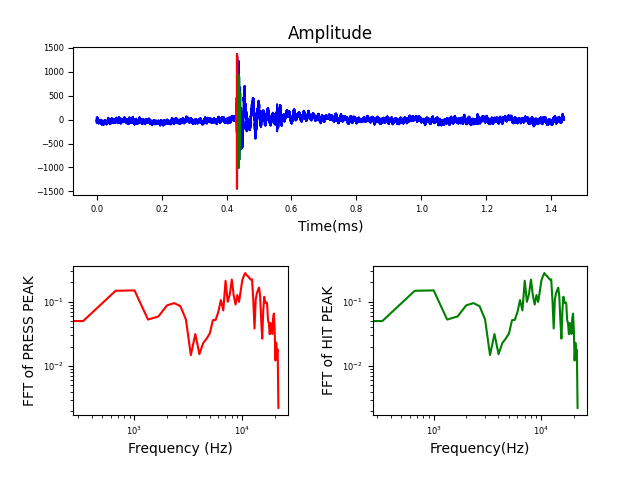 Amplitude
1500
1000
500
0
−500
−1000
−1500
0.0 0.2 0.4 0.6 0.8 1.0 1.2 1.4
Time(ms)
FFT of PRESS PEAK
10⁻¹
10⁻²
10³ 10⁴
Frequency (Hz)
FFT of HIT PEAK
10⁻¹
10⁻²
10³ 10⁴
Frequency(Hz)